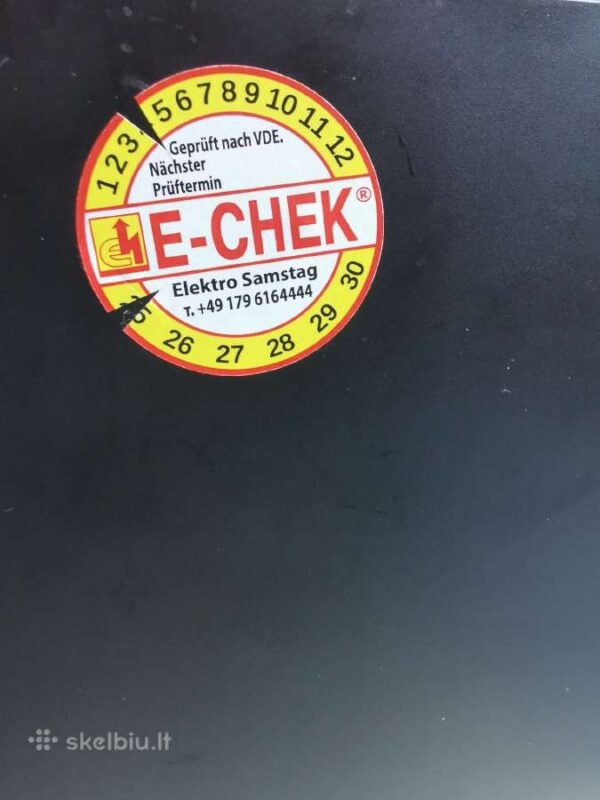 1 2 3 5 6 7 8 9 10 11 12
Geprüft nach VDE.
Nächster
Prüftermin
E-CHEK®
Elektro Samstag
T. +49 179 6164444
25 26 27 28 29 30
skelbiu.lt